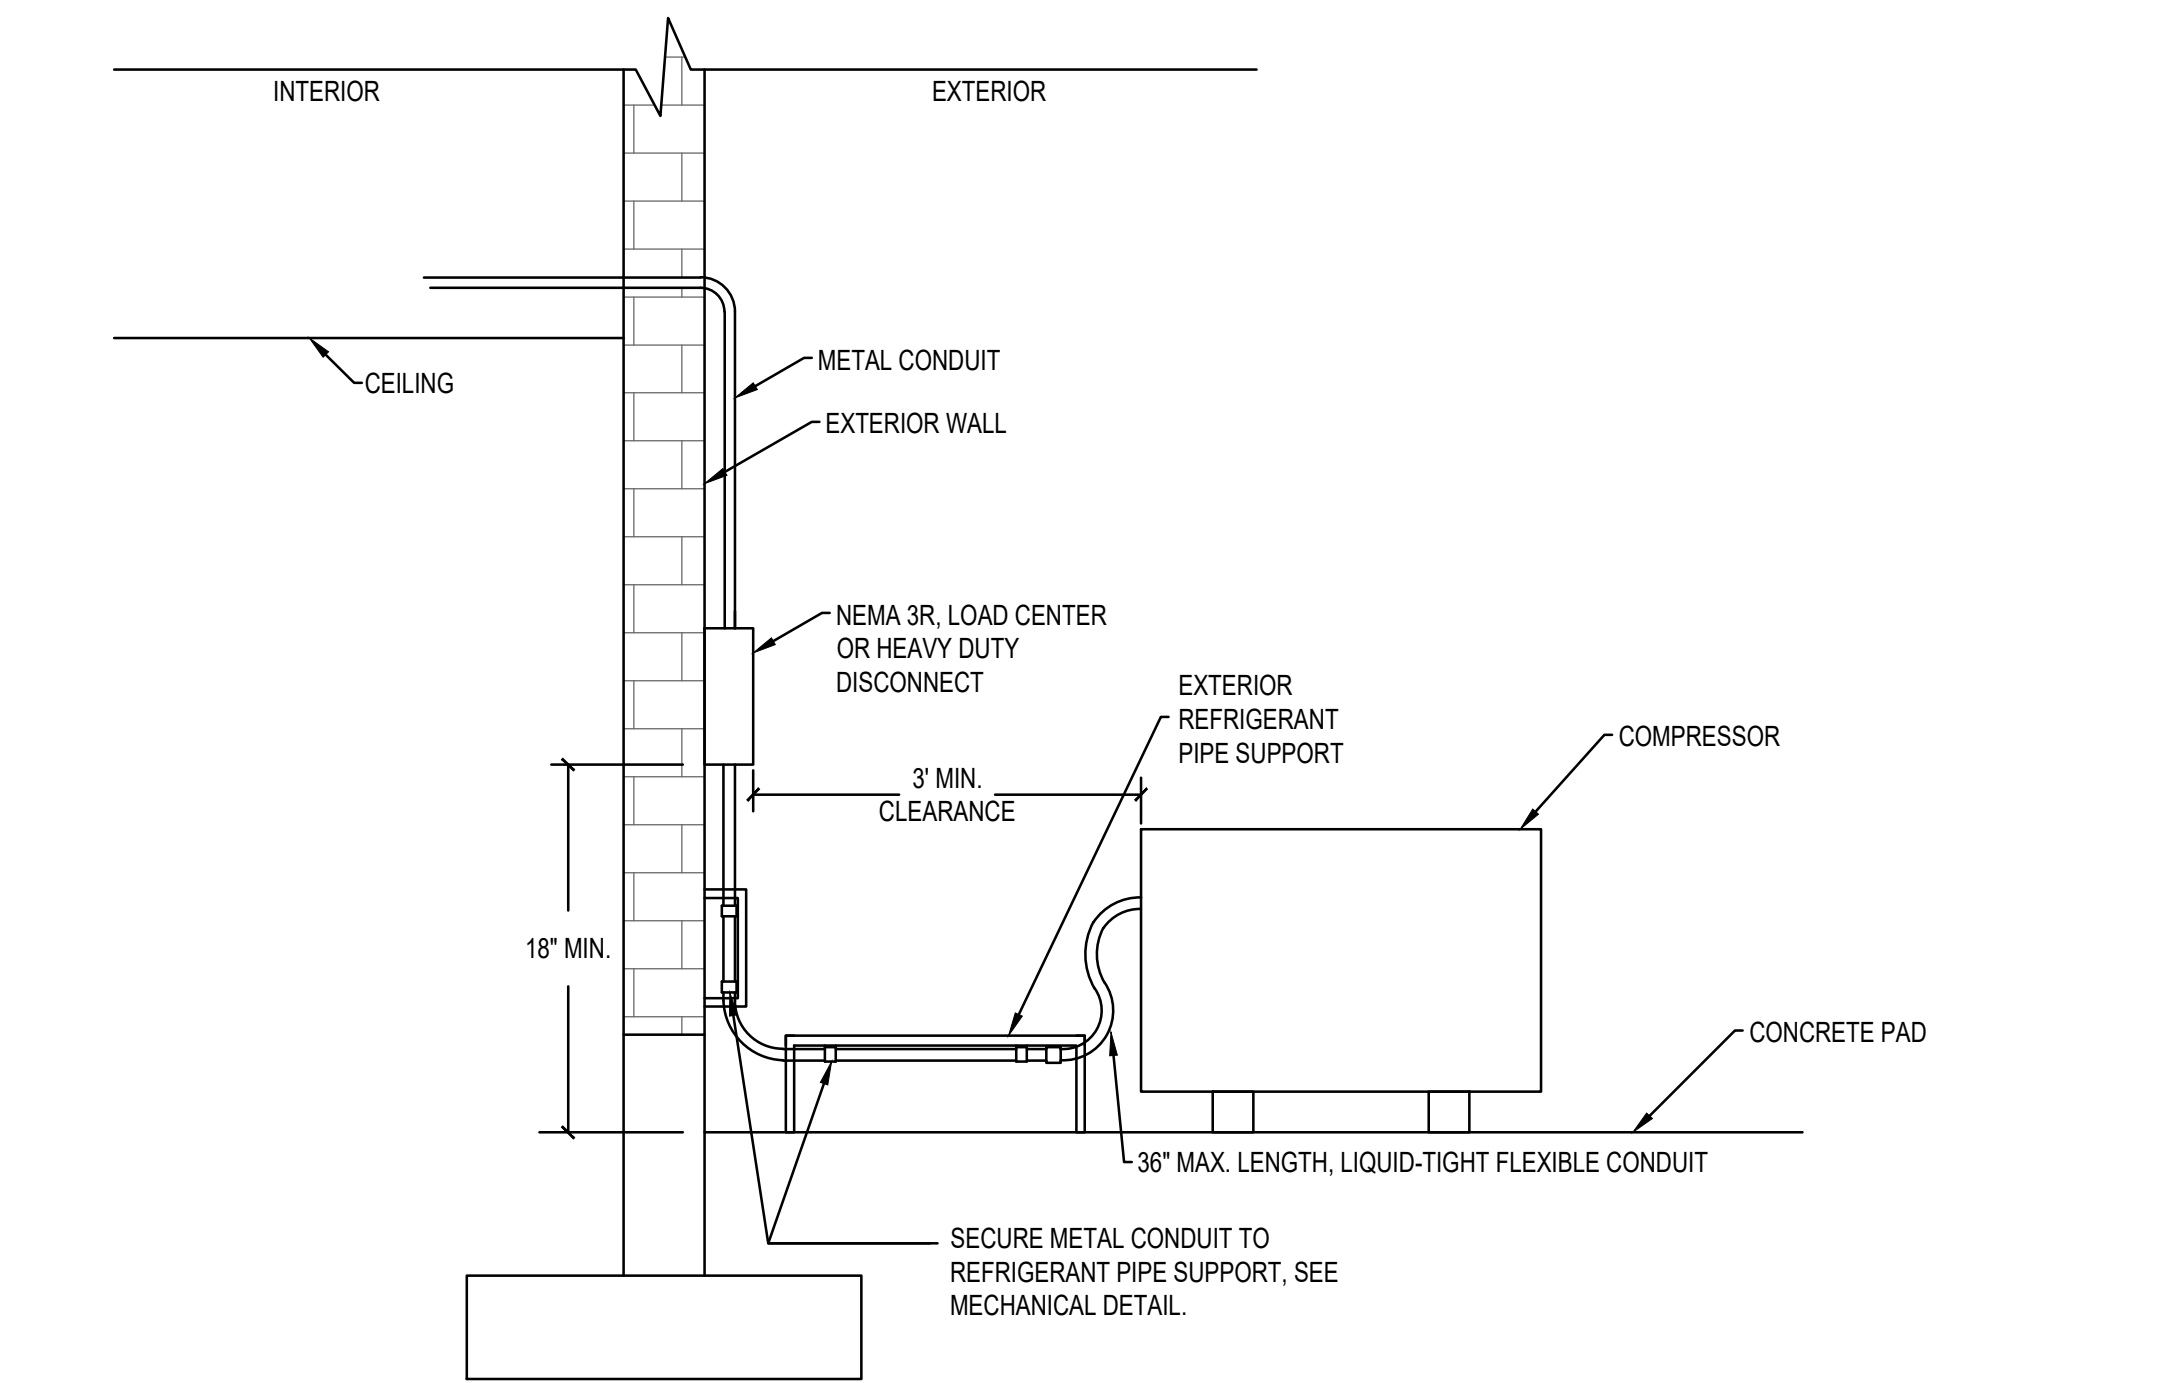 INTERIOR
EXTERIOR
CEILING
METAL CONDUIT
EXTERIOR WALL
NEMA 3R, LOAD CENTER
OR HEAVY DUTY
DISCONNECT
EXTERIOR
REFRIGERANT
PIPE SUPPORT
COMPRESSOR
3' MIN.
CLEARANCE
18" MIN.
CONCRETE PAD
36" MAX. LENGTH, LIQUID-TIGHT FLEXIBLE CONDUIT
SECURE METAL CONDUIT TO
REFRIGERANT PIPE SUPPORT, SEE
MECHANICAL DETAIL.